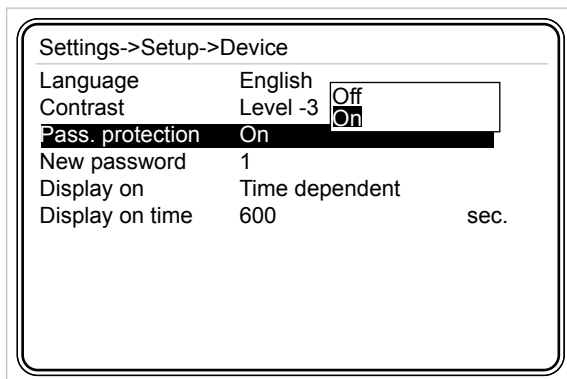 Settings->Setup->Device
Language English
Contrast Level -3
Off
On
Pass. protection On
New password 1
Display on Time dependent
Display on time 600 sec.